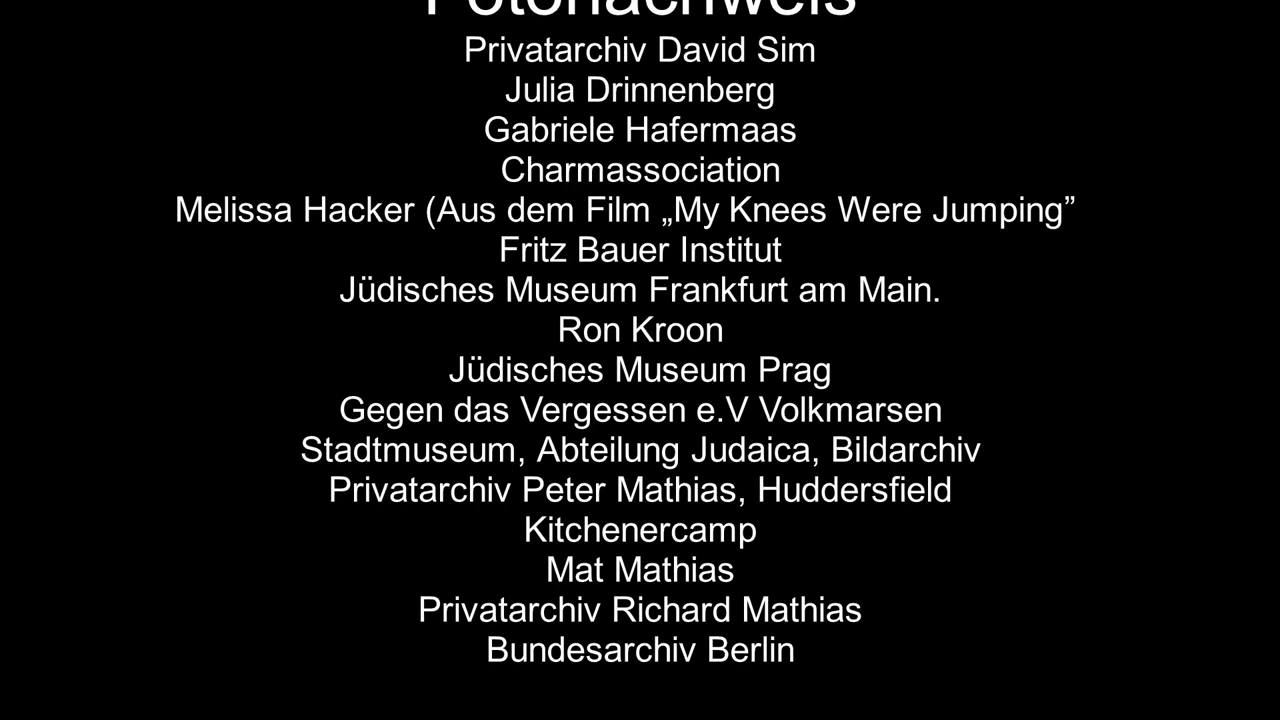 Fotonachweis
Privatarchiv David Sim
Julia Drinnenberg
Gabriele Hafermaas
Charmassociation
Melissa Hacker (Aus dem Film „My Knees Were Jumping”
Fritz Bauer Institut
Jüdisches Museum Frankfurt am Main.
Ron Kroon
Jüdisches Museum Prag
Gegen das Vergessen e.V Volkmarsen
Stadtmuseum, Abteilung Judaica, Bildarchiv
Privatarchiv Peter Mathias, Huddersfield
Kitchenercamp
Mat Mathias
Privatarchiv Richard Mathias
Bundesarchiv Berlin